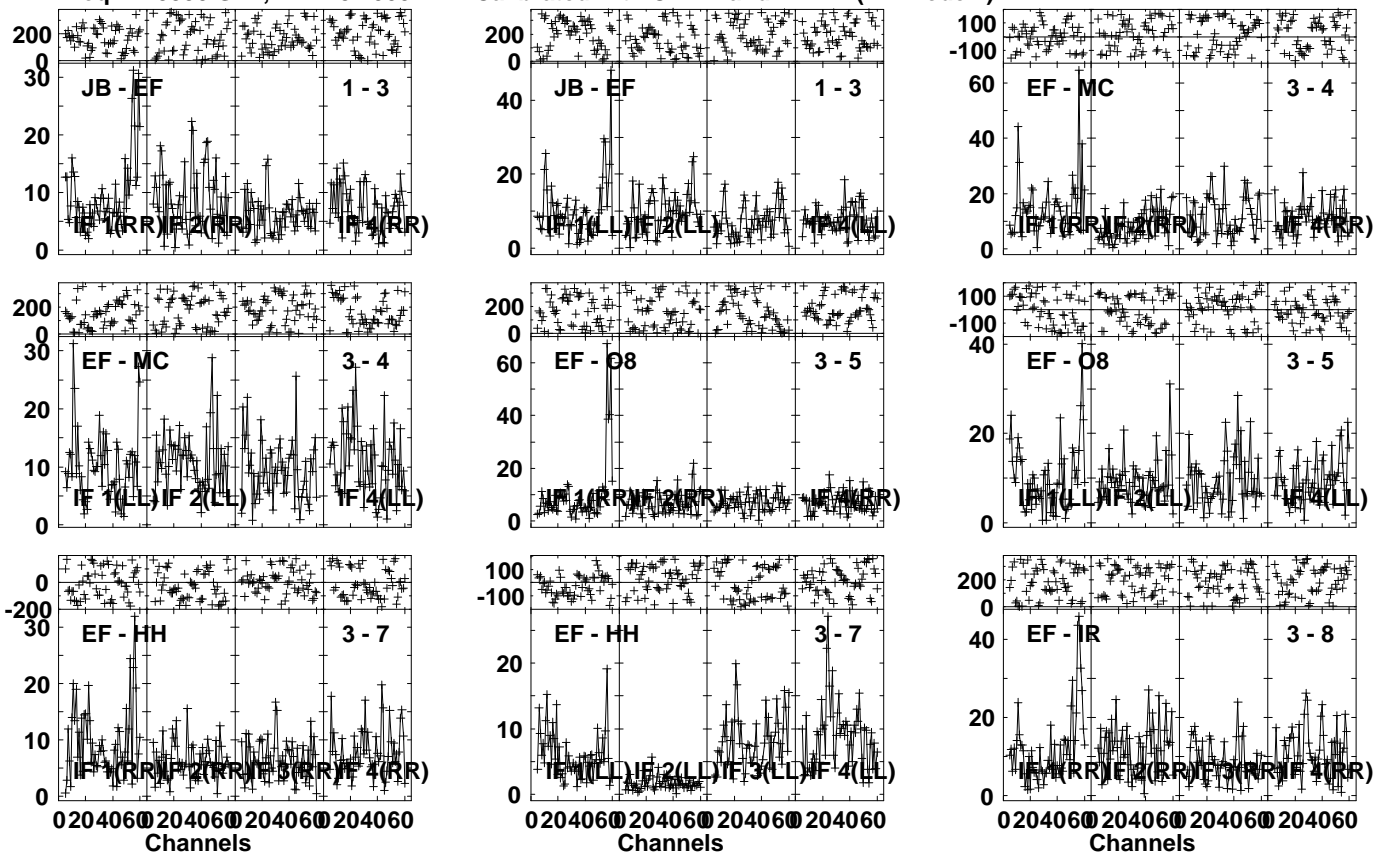 200 200 100
0 0 -100
30 JB - EF 1 - 3 40 JB - EF 1 - 3 60 EF - MC 3 - 4
20 40
10 20 20
0 IF 1(RR) IF 2(RR) IF 4(RR) 0 IF 1(LL) IF 2(LL) IF 4(LL) 0 IF 1(RR) IF 2(RR) IF 4(RR)
200 200 100
0 0 -100
30 EF - MC 3 - 4 60 EF - O8 3 - 5 40 EF - O8 3 - 5
20 40 20
10 20
0 IF 1(LL) IF 2(LL) IF 4(LL) 0 IF 1(RR) IF 2(RR) IF 4(RR) 0 IF 1(LL) IF 2(LL) IF 4(LL)
0 100 200
-200 -100 0
30 EF - HH 3 - 7 20 EF - HH 3 - 7 40 EF - IR 3 - 8
20 10 20
10
0 IF 1(RR) IF 2(RR) IF 3(RR) IF 4(RR) 0 IF 1(LL) IF 2(LL) IF 3(LL) IF 4(LL) 0 IF 1(RR) IF 2(RR) IF 3(RR) IF 4(RR)
0 20 40 60 0 20 40 60 0 20 40 60 0 20 40 60 0 20 40 60 0 20 40 60 0 20 40 60 0 20 40 60 0 20 40 60 0 20 40 60 0 20 40 60 0 20 40 60
Channels Channels Channels